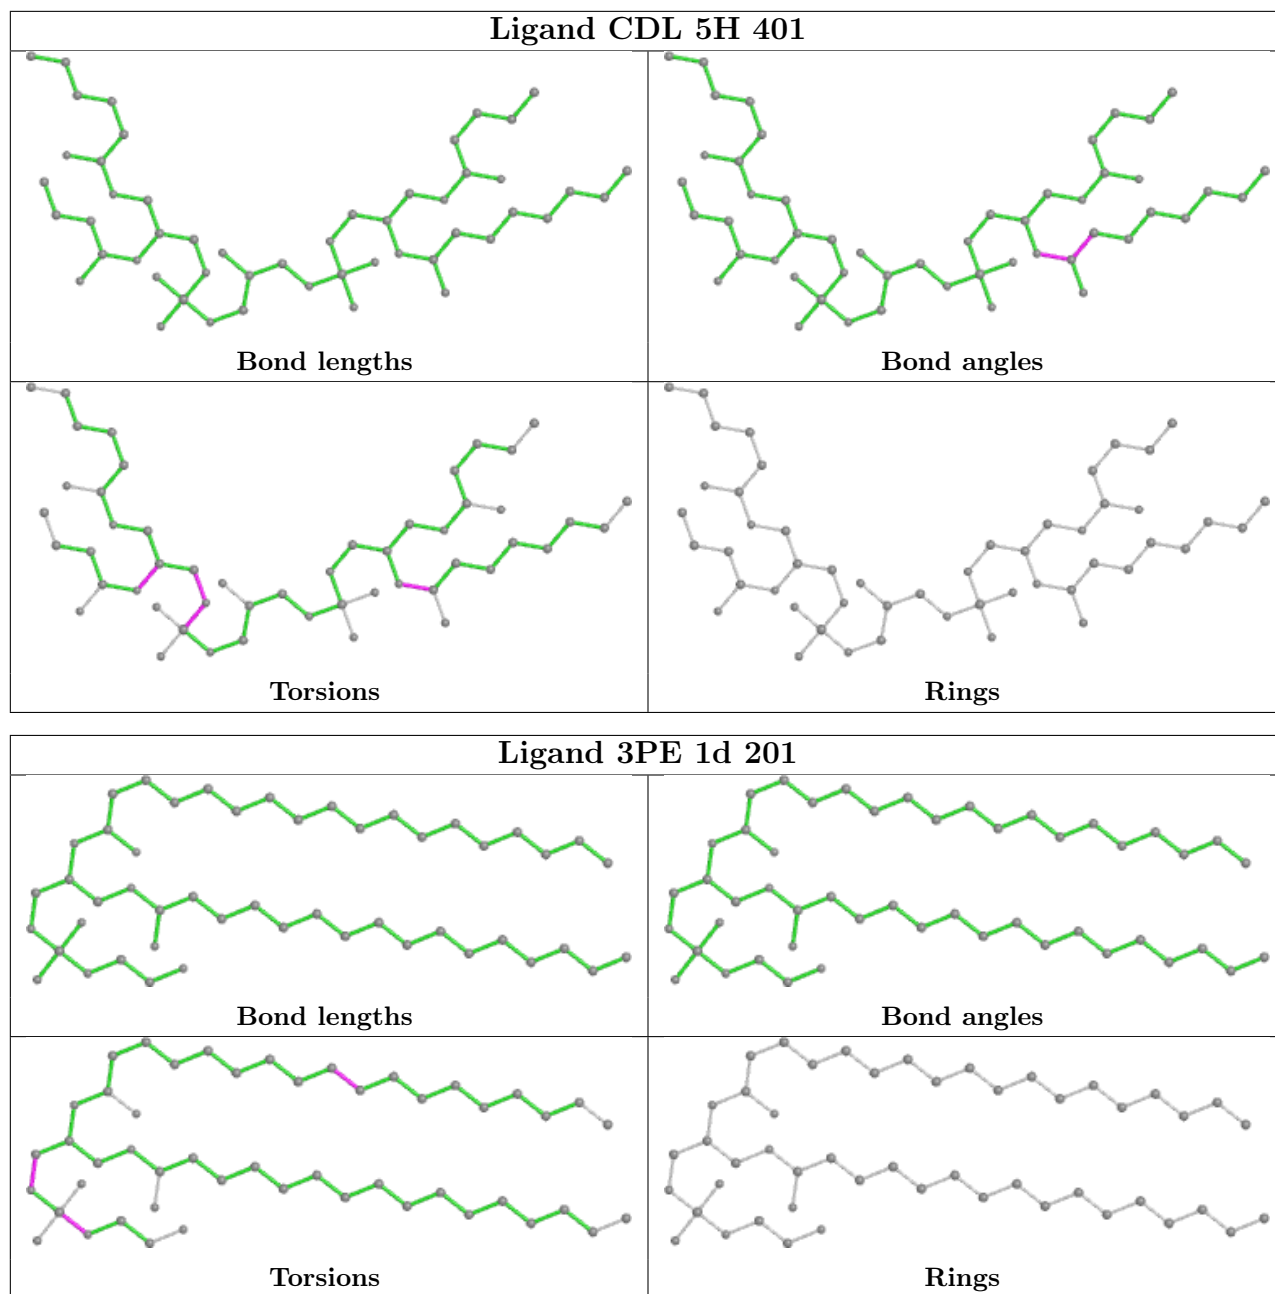 Ligand CDL 5H 401
Bond lengths
Bond angles
Torsions
Rings
Ligand 3PE 1d 201
Bond lengths
Bond angles
Torsions
Rings